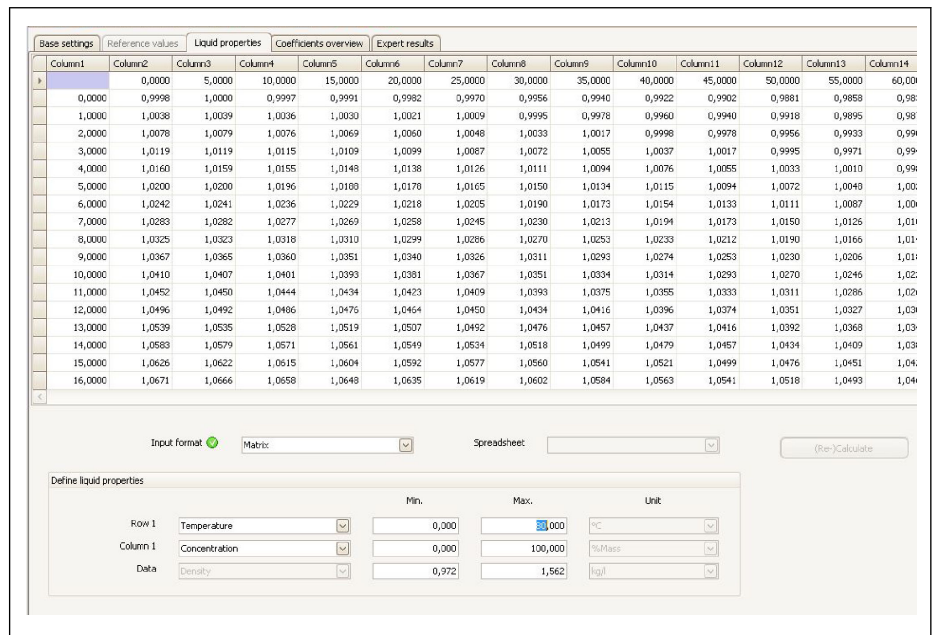 Base settings Reference values Liquid properties Coefficients overview Expert results
Column1 Column2 Column3 Column4 Column5 Column6 Column7 Column8 Column9 Column10 Column11 Column12 Column13 Column14
0,0000 5,0000 10,0000 15,0000 20,0000 25,0000 30,0000 35,0000 40,0000 45,0000 50,0000 55,0000 60,000
0,0000 0,9998 1,0000 0,9997 0,9991 0,9982 0,9970 0,9956 0,9940 0,9922 0,9902 0,9881 0,9858
1,0000 1,0038 1,0039 1,0036 1,0030 1,0021 1,0009 0,9995 0,9978 0,9960 0,9940 0,9918 0,9895
2,0000 1,0078 1,0079 1,0076 1,0069 1,0060 1,0048 1,0033 1,0017 0,9998 0,9978 0,9956 0,9933
3,0000 1,0119 1,0119 1,0115 1,0109 1,0099 1,0087 1,0072 1,0055 1,0037 1,0017 0,9995 0,9971
4,0000 1,0160 1,0159 1,0155 1,0148 1,0138 1,0126 1,0111 1,0094 1,0076 1,0055 1,0033 1,0010
5,0000 1,0200 1,0200 1,0196 1,0188 1,0178 1,0165 1,0150 1,0134 1,0115 1,0094 1,0072 1,0048
6,0000 1,0242 1,0241 1,0236 1,0229 1,0218 1,0205 1,0190 1,0173 1,0154 1,0133 1,0111 1,0087
7,0000 1,0283 1,0282 1,0277 1,0269 1,0258 1,0245 1,0230 1,0213 1,0194 1,0173 1,0150 1,0126
8,0000 1,0325 1,0323 1,0318 1,0310 1,0299 1,0286 1,0270 1,0253 1,0233 1,0212 1,0190 1,0166
9,0000 1,0367 1,0365 1,0360 1,0351 1,0340 1,0326 1,0311 1,0293 1,0274 1,0253 1,0230 1,0206
10,0000 1,0410 1,0407 1,0401 1,0393 1,0381 1,0367 1,0351 1,0334 1,0314 1,0293 1,0270 1,0246
11,0000 1,0452 1,0450 1,0444 1,0434 1,0423 1,0409 1,0393 1,0375 1,0355 1,0333 1,0311 1,0286
12,0000 1,0496 1,0492 1,0486 1,0476 1,0464 1,0450 1,0434 1,0416 1,0396 1,0374 1,0351 1,0327
13,0000 1,0539 1,0535 1,0528 1,0519 1,0507 1,0492 1,0476 1,0457 1,0437 1,0416 1,0392 1,0368
14,0000 1,0583 1,0579 1,0571 1,0561 1,0549 1,0534 1,0518 1,0499 1,0479 1,0457 1,0434 1,0409
15,0000 1,0626 1,0622 1,0615 1,0604 1,0592 1,0577 1,0560 1,0541 1,0521 1,0499 1,0476 1,0451
16,0000 1,0671 1,0666 1,0658 1,0648 1,0635 1,0619 1,0602 1,0584 1,0563 1,0541 1,0518 1,0493
Input format Matrix Spreadsheet (Re-)Calculate
Define liquid properties
Min. Max. Unit
Row 1 Temperature 0,000 80,000 °C
Column 1 Concentration 0,000 100,000 %Mass
Data Density 0,972 1,562 kg/l